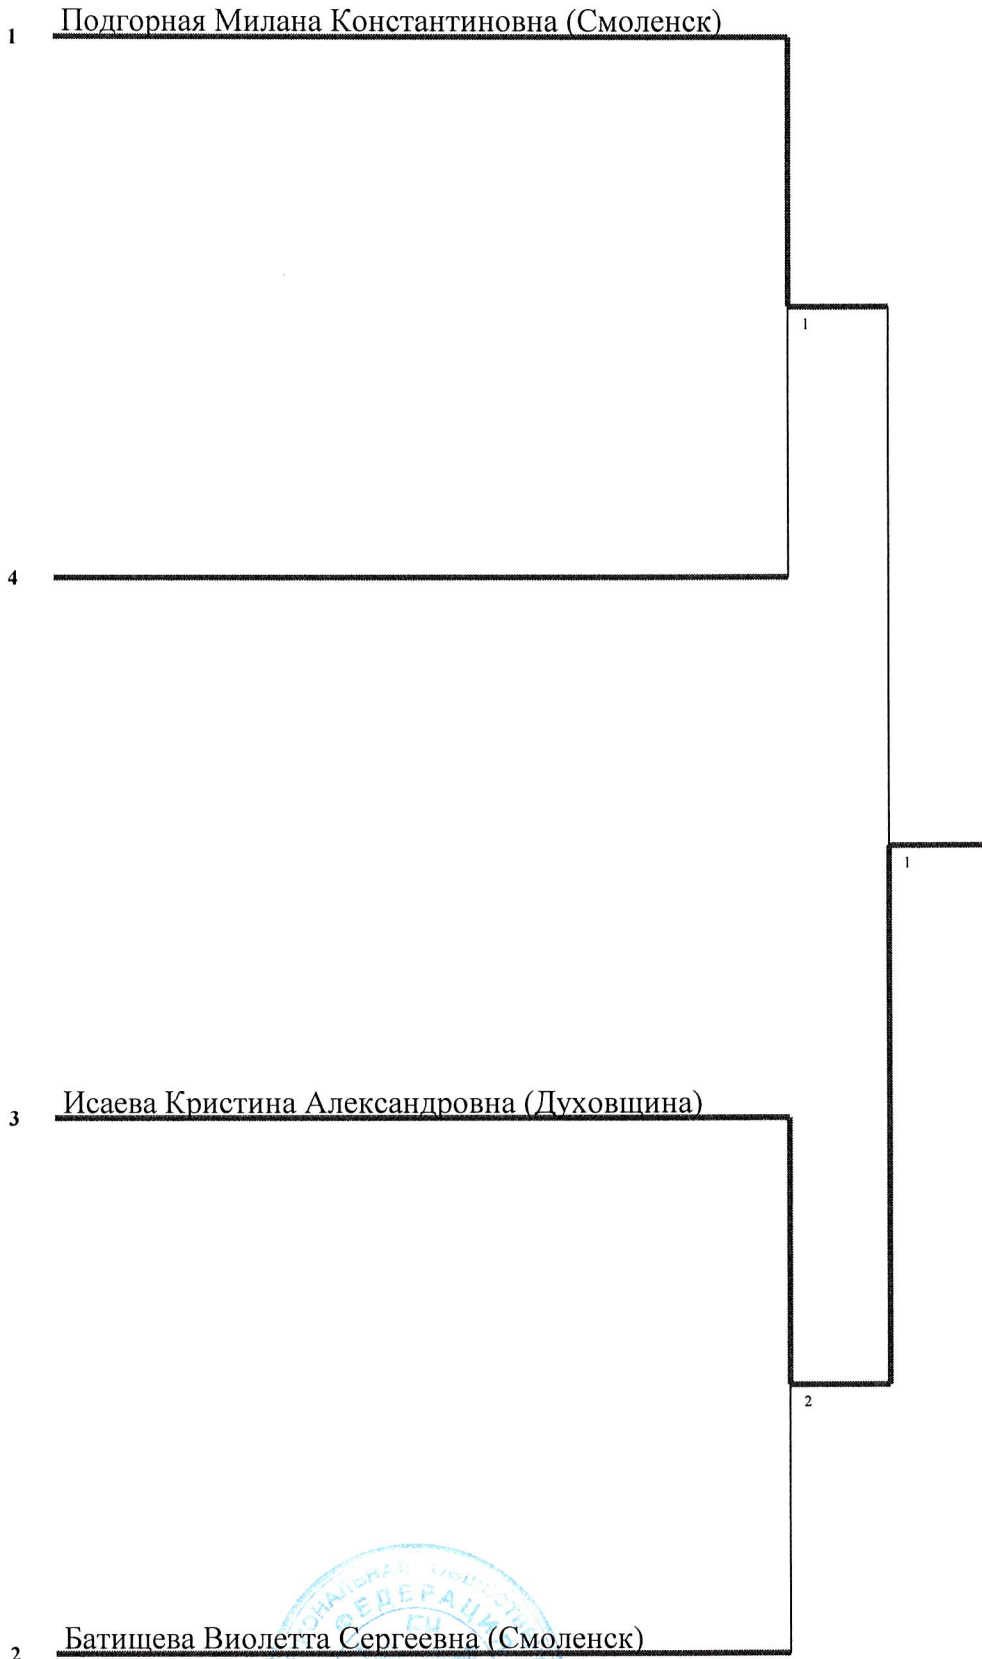 1 Подгорная Милана Константиновна (Смоленск)
1
4
1
3 Исаева Кристина Александровна (Духовщина)
2
ФЕДЕРАЦИЯ
2 Батищева Виолетта Сергеевна (Смоленск)